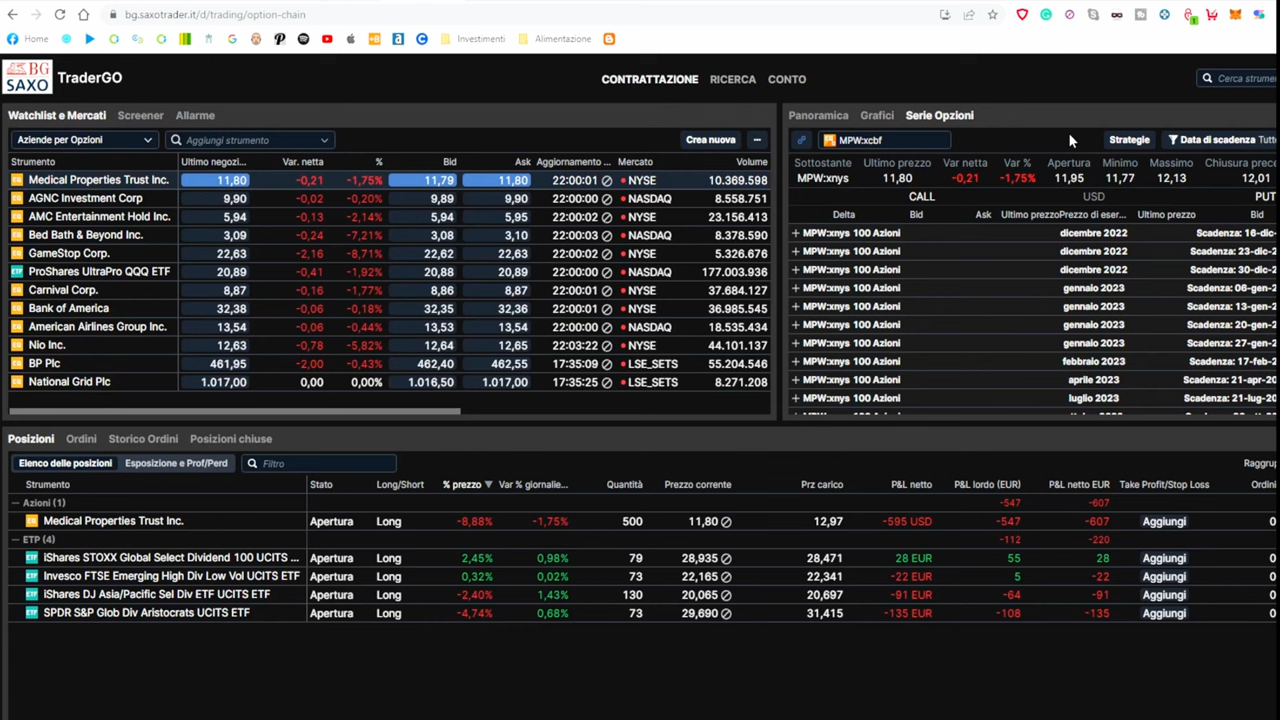 bg.saxotrader.it/d/trading/option-chain
Home
Investimenti
Alimentazione
BG
SAXO
TraderGO
CONTRATTAZIONE RICERCA CONTO
Cerca strume
Watchlist e Mercati Screener Allarme
Aziende per Opzioni Aggiungi strumento Crea nuova ...
Strumento Ultimo negozi... Var. netta % Bid Ask Aggiornamento ... Mercato Volume
Medical Properties Trust Inc. 11,80 -0,21 -1,75% 11,79 11,80 22:00:01 NYSE 10.369.598
AGNC Investment Corp 9,90 -0,02 -0,20% 9,89 9,90 22:00:00 NASDAQ 8.558.751
AMC Entertainment Hold Inc. 5,94 -0,13 -2,14% 5,94 5,95 22:00:02 NYSE 23.156.413
Bed Bath & Beyound Inc. 3,09 -0,24 -7,21% 3,08 3,10 22:00:03 NASDAQ 8.378.590
GameStop Corp. 22,63 -2,16 -8,71% 22,62 22,63 22:00:02 NYSE 5.326.676
ProShares UltraPro QQQ ETF 20,89 -0,41 -1,92% 20,88 20,89 22:00:00 NASDAQ 177.003.936
Carnival Corp. 8,87 -0,16 -1,77% 8,86 8,87 22:00:01 NYSE 37.684.127
Bank of America 32,38 -0,06 -0,18% 32,35 32,36 22:00:01 NYSE 36.985.545
American Airlines Group Inc. 13,54 -0,06 -0,44% 13,53 13,54 22:00:00 NASDAQ 18.535.434
Nio Inc. 12,63 -0,78 -5,82% 12,64 12,65 22:03:22 NYSE 44.101.137
BP Plc 461,95 -2,00 -0,43% 462,40 462,55 17:35:09 LSE_SETS 55.204.546
National Grid Plc 1.017,00 0,00 0,00% 1.016,50 1.017,00 17:35:25 LSE_SETS 8.271.208
Panoramica Grafici Serie Opzioni
MPW:xcbf Strategie Data di scadenza Tutt
Sottostante Ultimo prezzo Var netta Var % Apertura Minimo Massimo Chiusura prece
MPW:xnys 11,80 -0,21 -1,75% 11,95 11,77 12,13 12,01
CALL USD PUT
Delta Bid Ask Ultimo prezzo Prezzo di eser... Ultimo prezzo Bid
+ MPW:xnys 100 Azioni dicembre 2022 Scadenza: 16-dic-
+ MPW:xnys 100 Azioni dicembre 2022 Scadenza: 23-dic-2
+ MPW:xnys 100 Azioni dicembre 2022 Scadenza: 30-dic-2
+ MPW:xnys 100 Azioni gennaio 2023 Scadenza: 06-gen-
+ MPW:xnys 100 Azioni gennaio 2023 Scadenza: 13-gen-2
+ MPW:xnys 100 Azioni gennaio 2023 Scadenza: 20-gen-2
+ MPW:xnys 100 Azioni gennaio 2023 Scadenza: 27-gen-2
+ MPW:xnys 100 Azioni febbraio 2023 Scadenza: 17-feb-2
+ MPW:xnys 100 Azioni aprile 2023 Scadenza: 21-apr-20
+ MPW:xnys 100 Azioni luglio 2023 Scadenza: 21-lug-20
Posizioni Ordini Storico Ordini Posizioni chiuse
Elenco delle posizioni Esposizione e Prof/Perd Filtro Raggrup
Strumento Stato Long/Short % prezzo Var % giornalie... Quantità Prezzo corrente Prz carico P&L netto P&L lordo (EUR) P&L netto EUR Take Profit/Stop Loss Ordini
Azioni (1) -547 -607
Medical Properties Trust Inc. Apertura Long -8,88% -1,75% 500 11,80 12,97 -595 USD -547 -607 Aggiungi
ETP (4) -112 -220
iShares STOXX Global Select Dividend 100 UCITS ... Apertura Long 2,45% 0,98% 79 28,935 28,471 28 EUR 55 28 Aggiungi
Invesco FTSE Emerging High Div Low Vol UCITS ETF Apertura Long 0,32% 0,02% 73 22,165 22,341 -22 EUR 5 -22 Aggiungi
iShares DJ Asia/Pacific Sel Div ETF UCITS ETF Apertura Long -2,40% 1,43% 130 20,065 20,697 -91 EUR -64 -91 Aggiungi
SPDR S&P Glob Div Aristocrats UCITS ETF Apertura Long -4,74% 0,68% 73 29,690 31,415 -135 EUR -108 -135 Aggiungi